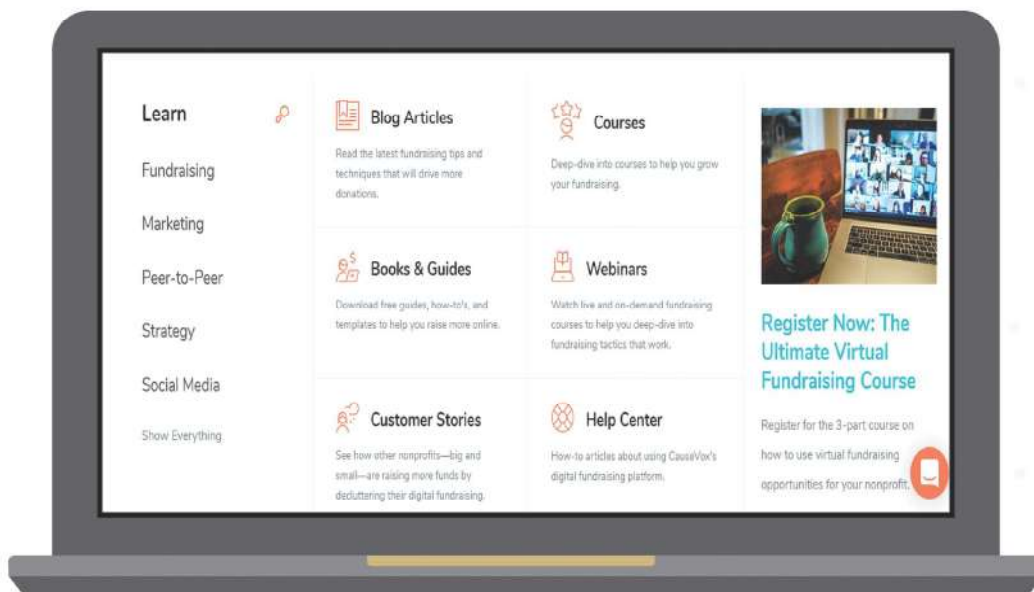 Learn
Fundraising
Marketing
Peer-to-Peer
Strategy
Social Media
Show Everything
Blog Articles
Read the latest fundraising tips and
techniques that will drive more
donations.
Courses
Deep-dive into courses to help you grow
your fundraising.
Books & Guides
Download free guides, how-to's, and
templates to help you raise more online.
Webinars
Watch live and on-demand fundraising
courses to help you deep-dive into
fundraising tactics that work.
Customer Stories
See how other nonprofits—big and
small—are raising more funds by
decluttering their digital fundraising.
Help Center
How-to articles about using CausaVox's
digital fundraising platform.
Register Now: The
Ultimate Virtual
Fundraising Course
Register for the 3-part course on
how to use virtual fundraising
opportunities for your nonprofit.